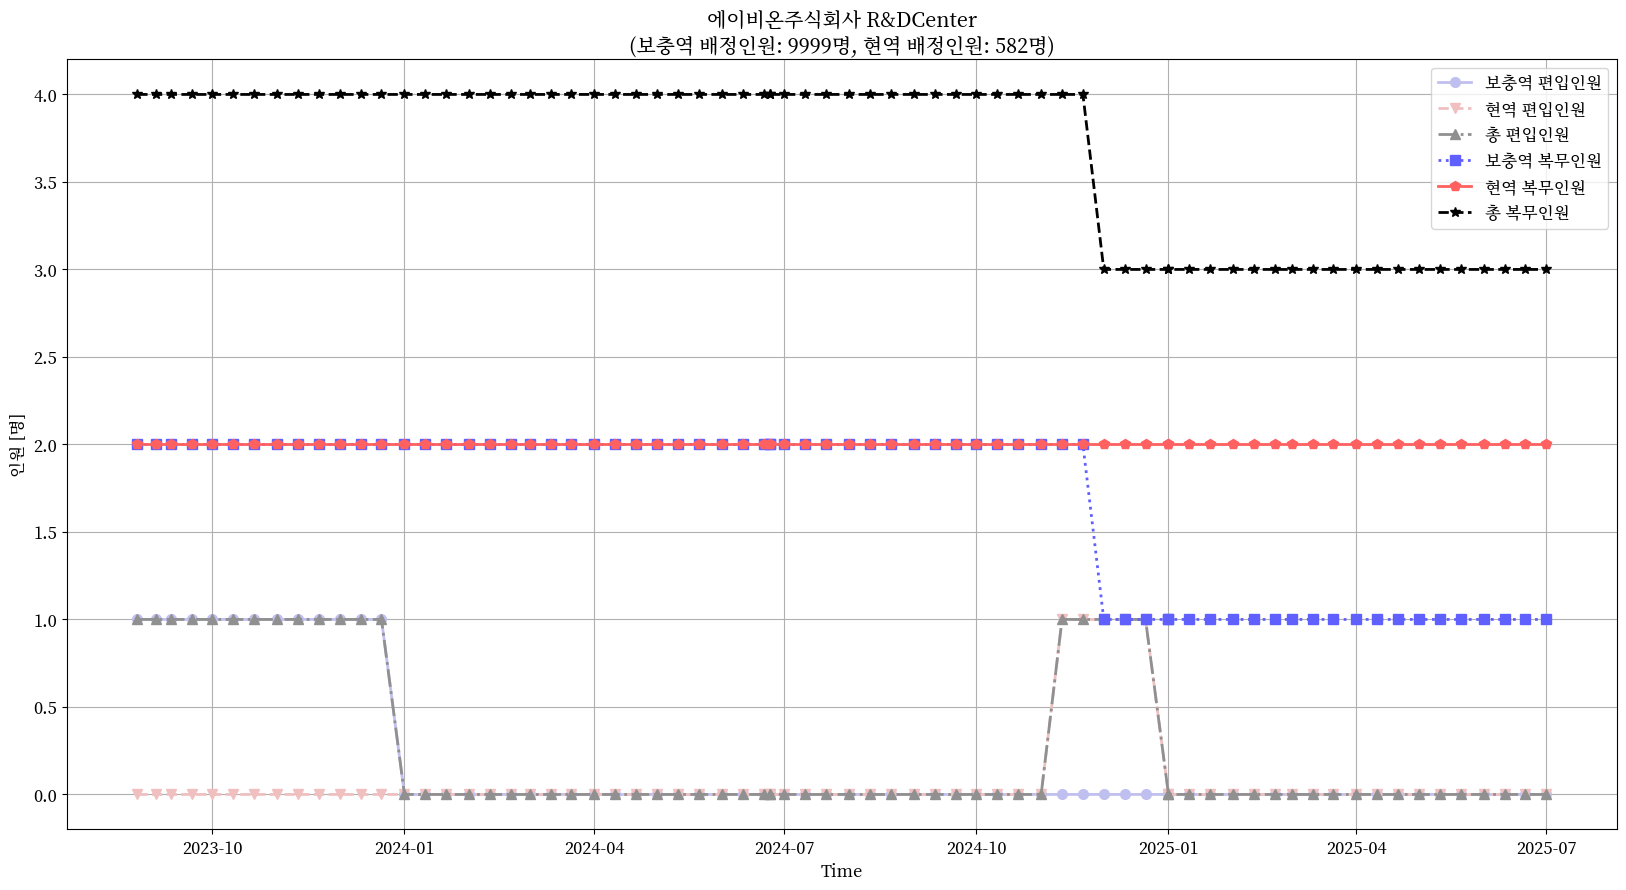 에이비온주식회사 R&DCenter
(보충역 배정인원: 9999명, 현역 배정인원: 582명)
보충역 편입인원
현역 편입인원
총 편입인원
보충역 복무인원
현역 복무인원
총 복무인원
인원 [명]
4.0
3.5
3.0
2.5
2.0
1.5
1.0
0.5
0.0
2023-10
2024-01
2024-04
2024-07
2024-10
2025-01
2025-04
2025-07
Time